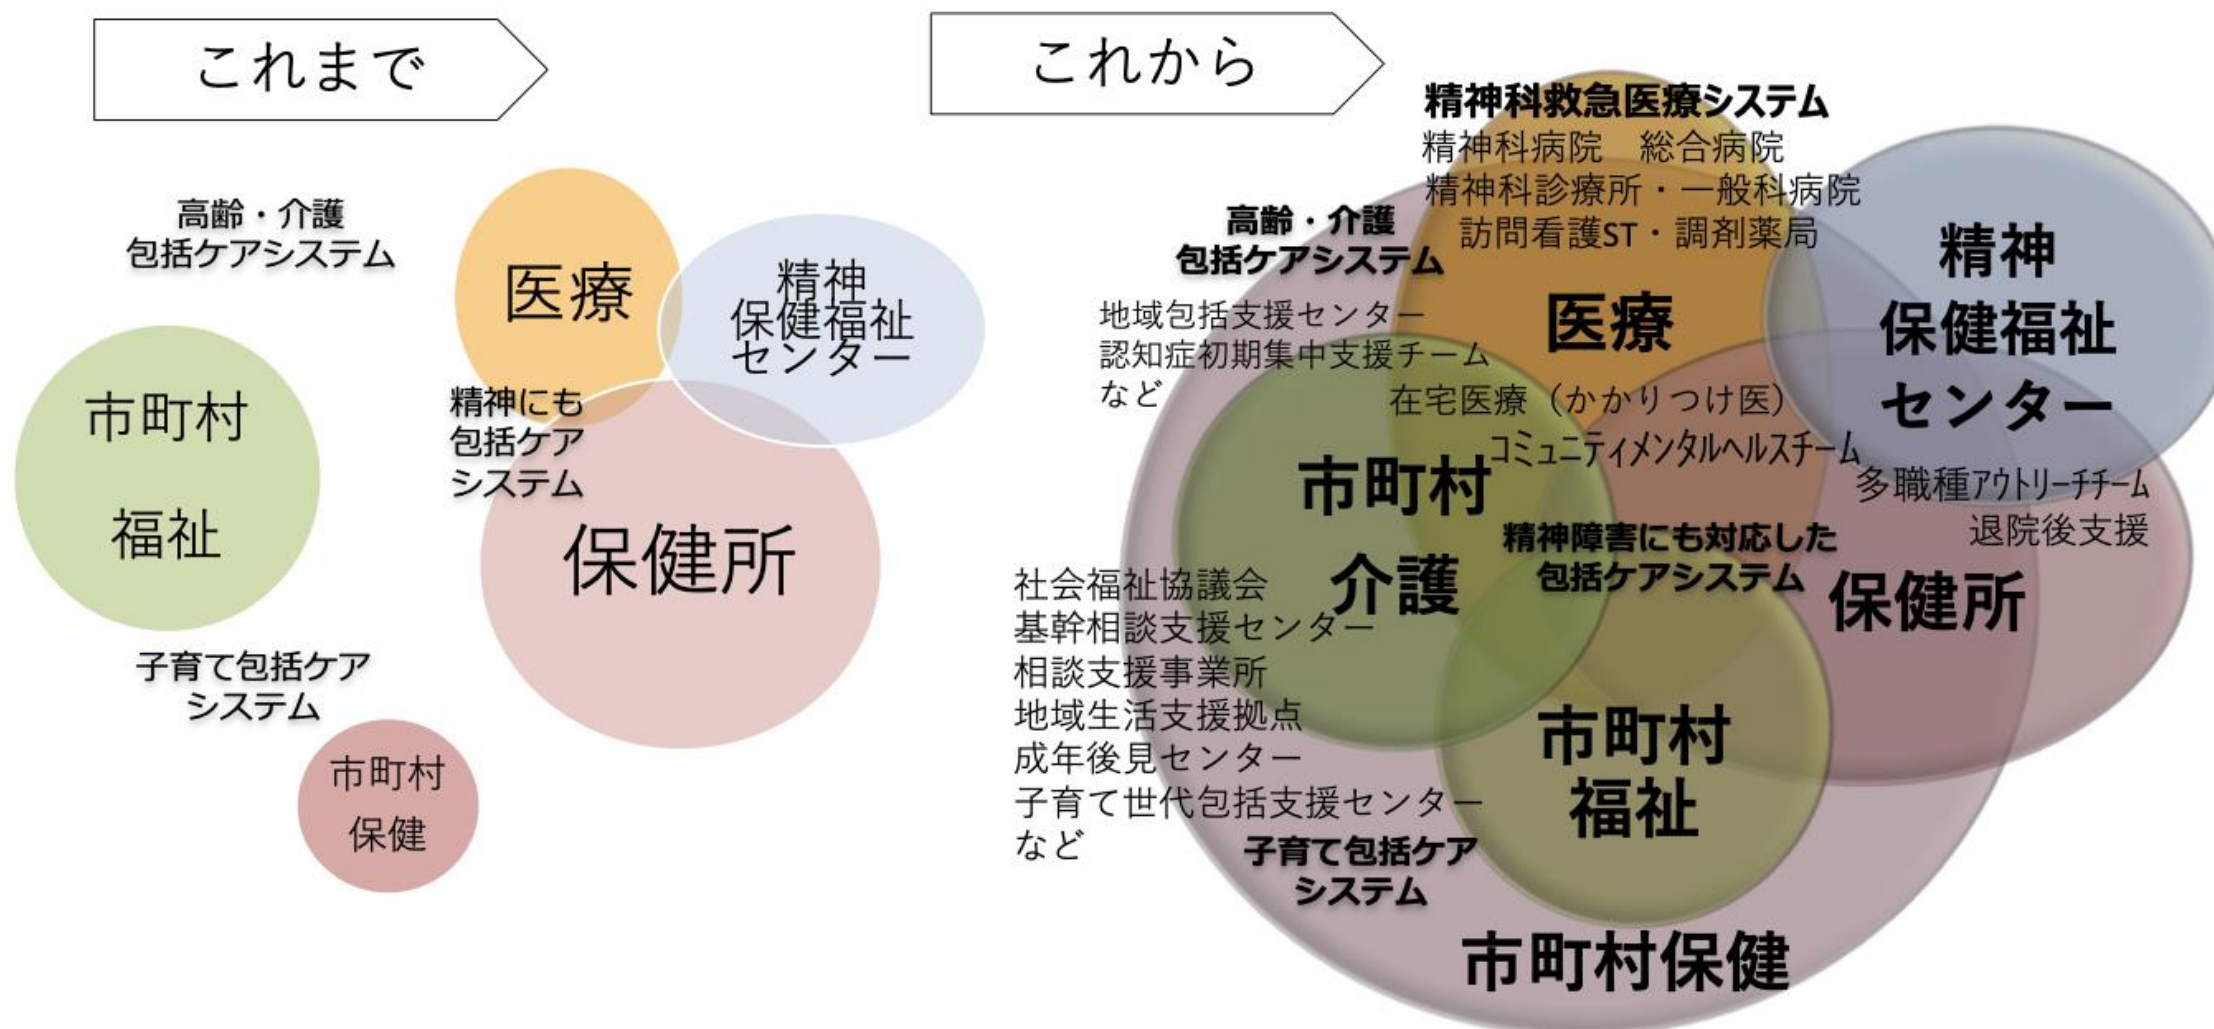 これまで
高齢・介護
包括ケアシステム
医療
精神
保健福祉
センター
市町村
福祉
精神にも
包括ケア
システム
保健所
子育て包括ケア
システム
市町村
保健
これから
精神科救急医療システム
精神科病院　総合病院
精神科診療所・一般科病院
訪問看護ST・調剤薬局
高齢・介護
包括ケアシステム
地域包括支援センター
認知症初期集中支援チーム
など
医療
在宅医療（かかりつけ医）
コミュニティメンタルヘルスチーム
精神
保健福祉
センター
多職種アウトリーチチーム
退院後支援
市町村
介護
精神障害にも対応した
包括ケアシステム
保健所
社会福祉協議会
基幹相談支援センター
相談支援事業所
地域生活支援拠点
成年後見センター
子育て世代包括支援センター
など
子育て包括ケア
システム
市町村
福祉
市町村保健